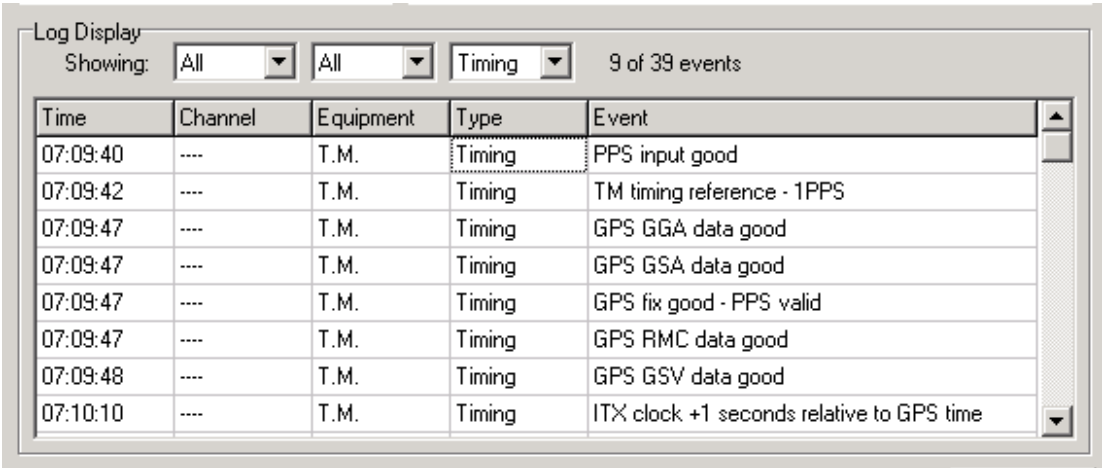 Log Display
Showing: All All Timing 9 of 39 events
Time Channel Equipment Type Event
07:09:40 ---- T.M. Timing PPS input good
07:09:42 ---- T.M. Timing TM timing reference - 1PPS
07:09:47 ---- T.M. Timing GPS GGA data good
07:09:47 ---- T.M. Timing GPS GSA data good
07:09:47 ---- T.M. Timing GPS fix good - PPS valid
07:09:47 ---- T.M. Timing GPS RMC data good
07:09:48 ---- T.M. Timing GPS GSV data good
07:10:10 ---- T.M. Timing ITX clock +1 seconds relative to GPS time